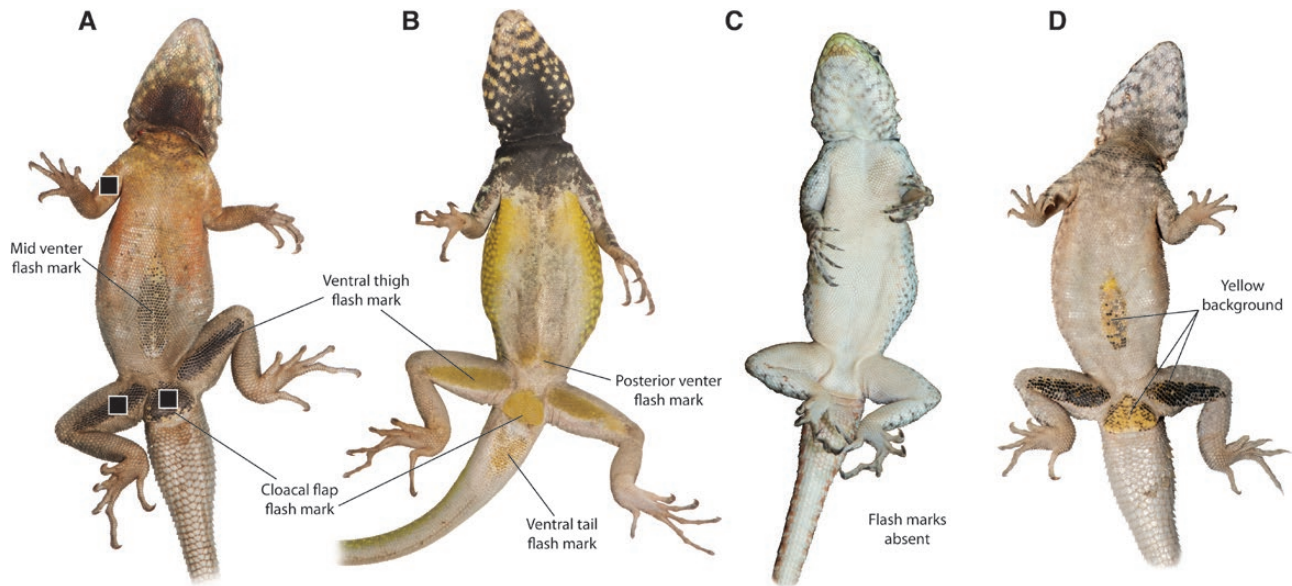 A
B
C
D
Mid venter
flash mark
Ventral thigh
flash mark
Yellow
background
Posterior venter
flash mark
Cloacal flap
flash mark
Ventral tail
flash mark
Flash marks
absent